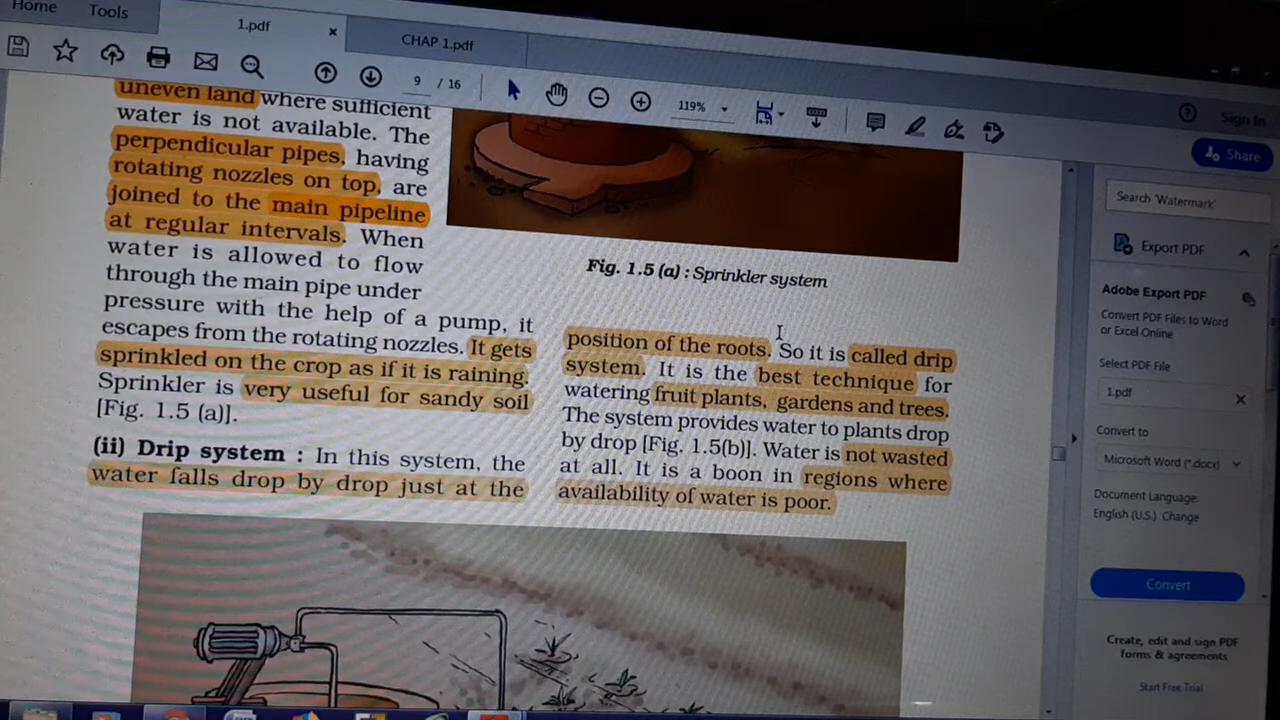 Home Tools
1.pdf
CHAP 1.pdf
9 / 16
119%
Sign In
Share
uneven land where sufficient
water is not available. The
perpendicular pipes, having
rotating nozzles on top, are
joined to the main pipeline
at regular intervals. When
water is allowed to flow
through the main pipe under
pressure with the help of a pump, it
escapes from the rotating nozzles. It gets
sprinkled on the crop as if it is raining.
Sprinkler is very useful for sandy soil
[Fig. 1.5 (a)].
(ii) Drip system : In this system, the
water falls drop by drop just at the
Fig. 1.5 (a) : Sprinkler system
position of the roots. So it is called drip
system. It is the best technique for
watering fruit plants, gardens and trees.
The system provides water to plants drop
by drop [Fig. 1.5(b)]. Water is not wasted
at all. It is a boon in regions where
availability of water is poor.
Search 'Watermark'
Export PDF
Adobe Export PDF
Convert PDF Files to Word
or Excel Online
Select PDF File
1.pdf
Convert to
Microsoft Word (*.docx)
Document Language:
English (U.S.) Change
Convert
Create, edit and sign PDF
forms & agreements
Start Free Trial